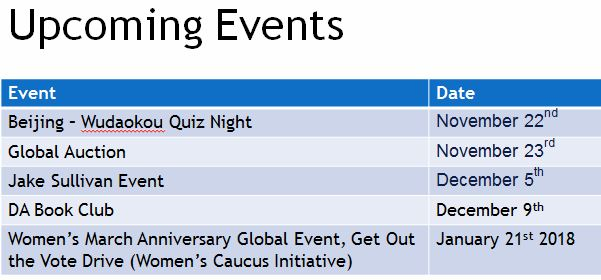 Upcoming Events
Event Date
Beijing – Wudaokou Quiz Night November 22nd
Global Auction November 23rd
Jake Sullivan Event December 5th
DA Book Club December 9th
Women's March Anniversary Global Event, Get Out January 21st 2018
the Vote Drive (Women's Caucus Initiative)